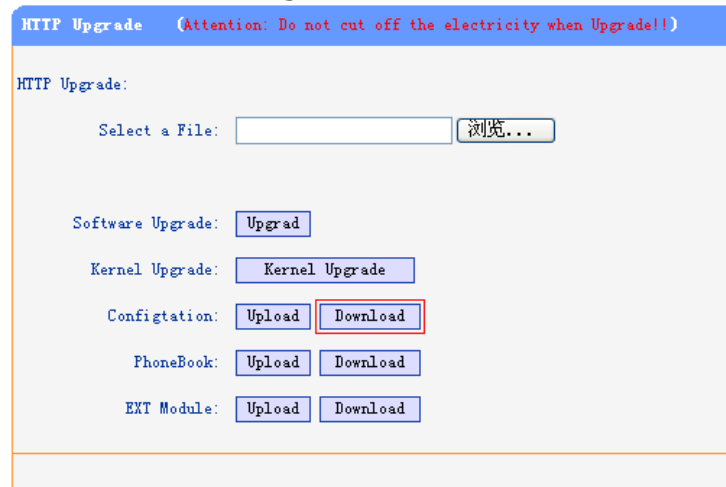 HTTP Upgrade (Attention: Do not cut off the electricity when Upgrade!!)
HTTP Upgrade:
Select a File: 浏览...
Software Upgrade: Upgrad
Kernel Upgrade: Kernel Upgrade
Configtation: Upload Download
PhoneBook: Upload Download
EXT Module: Upload Download